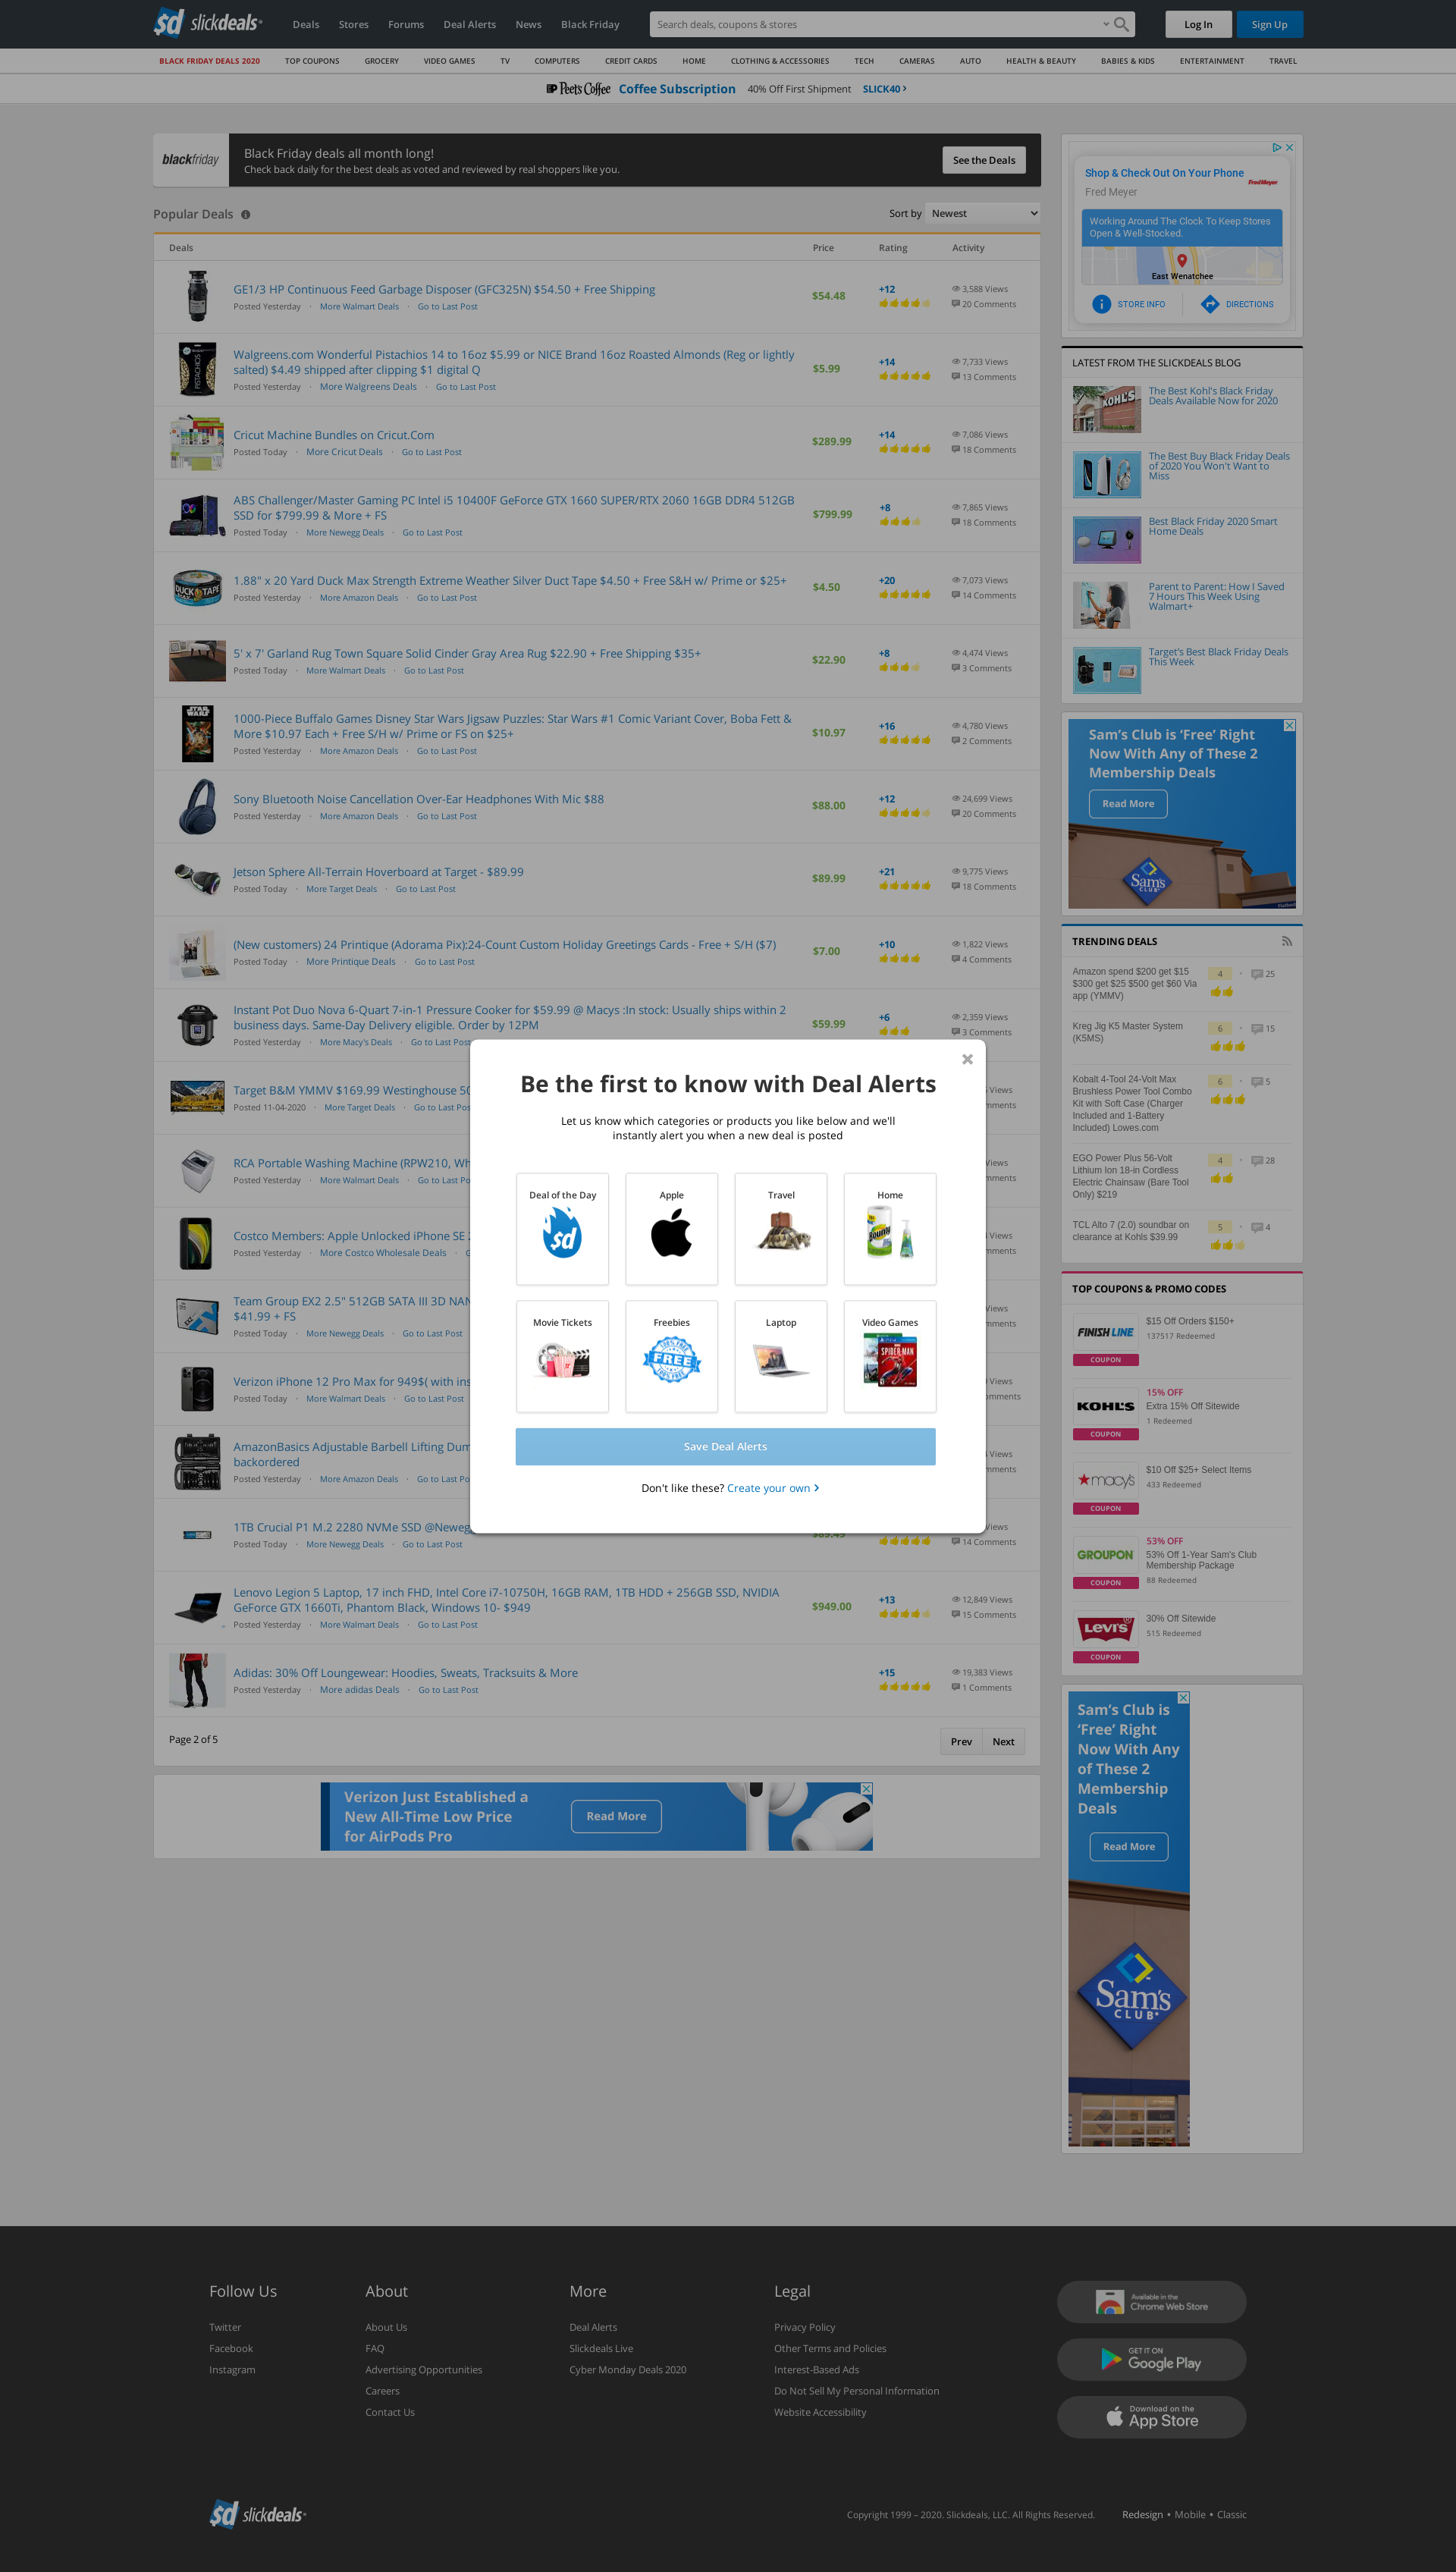 sd slickdeals
Deals Stores Forums Deal Alerts News Black Friday
Search deals, coupons & stores
Log In
Sign Up
BLACK FRIDAY DEALS 2020 TOP COUPONS GROCERY VIDEO GAMES TV COMPUTERS CREDIT CARDS HOME CLOTHING & ACCESSORIES TECH CAMERAS AUTO HEALTH & BEAUTY BABIES & KIDS ENTERTAINMENT TRAVEL
Peet's Coffee Coffee Subscription 40% Off First Shipment SLICK40
blackfriday
Black Friday deals all month long!
Check back daily for the best deals as voted and reviewed by real shoppers like you.
See the Deals
Popular Deals
Sort by Newest
Deals Price Rating Activity
GE1/3 HP Continuous Feed Garbage Disposer (GFC325N) $54.50 + Free Shipping
Posted Yesterday · More Walmart Deals · Go to Last Post
$54.48
+12
3,588 Views
20 Comments
PISTACHIOS
Walgreens.com Wonderful Pistachios 14 to 16oz $5.99 or NICE Brand 16oz Roasted Almonds (Reg or lightly
salted) $4.49 shipped after clipping $1 digital Q
Posted Yesterday · More Walgreens Deals · Go to Last Post
$5.99
+14
7,733 Views
13 Comments
Cricut Machine Bundles on Cricut.Com
Posted Today · More Cricut Deals · Go to Last Post
$289.99
+14
7,086 Views
18 Comments
ABS Challenger/Master Gaming PC Intel i5 10400F GeForce GTX 1660 SUPER/RTX 2060 16GB DDR4 512GB
SSD for $799.99 & More + FS
Posted Today · More Newegg Deals · Go to Last Post
$799.99
+8
7,865 Views
18 Comments
DUCK TAPE
1.88" x 20 Yard Duck Max Strength Extreme Weather Silver Duct Tape $4.50 + Free S&H w/ Prime or $25+
Posted Yesterday · More Amazon Deals · Go to Last Post
$4.50
+20
7,073 Views
14 Comments
5' x 7' Garland Rug Town Square Solid Cinder Gray Area Rug $22.90 + Free Shipping $35+
Posted Today · More Walmart Deals · Go to Last Post
$22.90
+8
4,474 Views
3 Comments
STAR WARS
1000-Piece Buffalo Games Disney Star Wars Jigsaw Puzzles: Star Wars #1 Comic Variant Cover, Boba Fett &
More $10.97 Each + Free S/H w/ Prime or FS on $25+
Posted Yesterday · More Amazon Deals · Go to Last Post
$10.97
+16
4,780 Views
2 Comments
Sony Bluetooth Noise Cancellation Over-Ear Headphones With Mic $88
Posted Yesterday · More Amazon Deals · Go to Last Post
$88.00
+12
24,699 Views
20 Comments
Jetson Sphere All-Terrain Hoverboard at Target - $89.99
Posted Today · More Target Deals · Go to Last Post
$89.99
+21
9,775 Views
18 Comments
(New customers) 24 Printique (Adorama Pix):24-Count Custom Holiday Greetings Cards - Free + S/H ($7)
Posted Today · More Printique Deals · Go to Last Post
$7.00
+10
1,822 Views
4 Comments
Instant Pot Duo Nova 6-Quart 7-in-1 Pressure Cooker for $59.99 @ Macys :In stock: Usually ships within 2
business days. Same-Day Delivery eligible. Order by 12PM
Posted Yesterday · More Macy's Deals · Go to Last Post
$59.99
+6
2,359 Views
3 Comments
Target B&M YMMV $169.99 Westinghouse 50
Posted 11-04-2020 · More Target Deals · Go to Last Pos
Views
mments
RCA Portable Washing Machine (RPW210, Wh
Posted Yesterday · More Walmart Deals · Go to Last Po
Views
mments
Costco Members: Apple Unlocked iPhone SE 2
Posted Yesterday · More Costco Wholesale Deals · G
Views
mments
Team Group EX2 2.5" 512GB SATA III 3D NAN
$41.99 + FS
Posted Today · More Newegg Deals · Go to Last Post
Views
mments
Verizon iPhone 12 Pro Max for 949$( with ins
Posted Today · More Walmart Deals · Go to Last Post
Views
omments
AmazonBasics Adjustable Barbell Lifting Dum
backordered
Posted Yesterday · More Amazon Deals · Go to Last Po
Views
mments
1TB Crucial P1 M.2 2280 NVMe SSD @Neweg
Posted Today · More Newegg Deals · Go to Last Post
$89.49
Views
14 Comments
Lenovo Legion 5 Laptop, 17 inch FHD, Intel Core i7-10750H, 16GB RAM, 1TB HDD + 256GB SSD, NVIDIA
GeForce GTX 1660Ti, Phantom Black, Windows 10- $949
Posted Yesterday · More Walmart Deals · Go to Last Post
$949.00
+13
12,849 Views
15 Comments
Adidas: 30% Off Loungewear: Hoodies, Sweats, Tracksuits & More
Posted Yesterday · More adidas Deals · Go to Last Post
+15
19,383 Views
1 Comments
Page 2 of 5
Prev Next
Verizon Just Established a
New All-Time Low Price
for AirPods Pro
Read More
Be the first to know with Deal Alerts
Let us know which categories or products you like below and we'll
instantly alert you when a new deal is posted
Deal of the Day Apple Travel Home
sd
Bounty
Movie Tickets Freebies Laptop Video Games
100% FREE
FREE
100% FREE
SPIDER-MAN
Save Deal Alerts
Don't like these? Create your own
Shop & Check Out On Your Phone
Fred Meyer
Fred Meyer
Working Around The Clock To Keep Stores
Open & Well-Stocked.
East Wenatchee
STORE INFO DIRECTIONS
LATEST FROM THE SLICKDEALS BLOG
KOHL'S
The Best Kohl's Black Friday
Deals Available Now for 2020
The Best Buy Black Friday Deals
of 2020 You Won't Want to
Miss
Best Black Friday 2020 Smart
Home Deals
Parent to Parent: How I Saved
7 Hours This Week Using
Walmart+
Target's Best Black Friday Deals
This Week
Sam's Club is 'Free' Right
Now With Any of These 2
Membership Deals
Read More
Sam's
CLUB
TRENDING DEALS
Amazon spend $200 get $15
$300 get $25 $500 get $60 Via
app (YMMV)
4 · 25
Kreg Jig K5 Master System
(K5MS)
6 · 15
Kobalt 4-Tool 24-Volt Max
Brushless Power Tool Combo
Kit with Soft Case (Charger
Included and 1-Battery
Included) Lowes.com
6 · 5
EGO Power Plus 56-Volt
Lithium Ion 18-in Cordless
Electric Chainsaw (Bare Tool
Only) $219
4 · 28
TCL Alto 7 (2.0) soundbar on
clearance at Kohls $39.99
5 · 4
TOP COUPONS & PROMO CODES
FINISH LINE
COUPON
$15 Off Orders $150+
137517 Redeemed
KOHL'S
COUPON
15% OFF
Extra 15% Off Sitewide
1 Redeemed
macy's
COUPON
$10 Off $25+ Select Items
433 Redeemed
GROUPON
COUPON
53% OFF
53% Off 1-Year Sam's Club
Membership Package
88 Redeemed
LEVI'S
COUPON
30% Off Sitewide
515 Redeemed
Sam's Club is
'Free' Right
Now With Any
of These 2
Membership
Deals
Read More
Sam's
CLUB
Follow Us
Twitter
Facebook
Instagram
About
About Us
FAQ
Advertising Opportunities
Careers
Contact Us
More
Deal Alerts
Slickdeals Live
Cyber Monday Deals 2020
Legal
Privacy Policy
Other Terms and Policies
Interest-Based Ads
Do Not Sell My Personal Information
Website Accessibility
Available in the
Chrome Web Store
GET IT ON
Google Play
Download on the
App Store
sd slickdeals
Copyright 1999 – 2020. Slickdeals, LLC. All Rights Reserved.
Redesign • Mobile • Classic